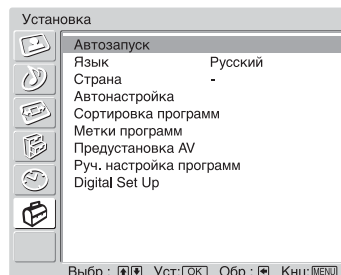 Установка
Автозапуск
Язык Русский
Страна -
Автонастройка
Сортировка программ
Метки программ
Предустановка AV
Руч. настройка программ
Digital Set Up
Выбр.: Уст: OK Обр.: Кнц: MENU